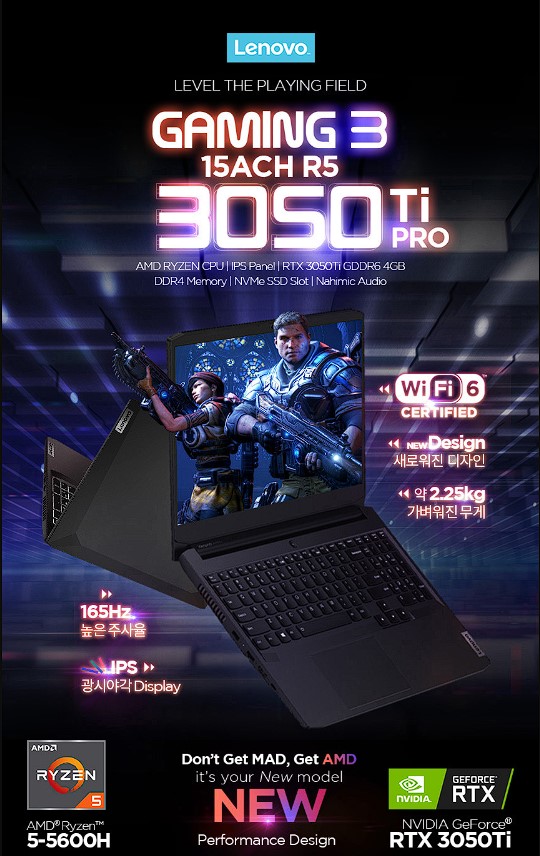 Lenovo
LEVEL THE PLAYING FIELD
GAMING 3
15ACH R5
3050 Ti
PRO
AMD RYZEN CPU | IPS Panel | RTX 3050Ti GDDR6 4GB
DDR4 Memory | NVMe SSD Slot | Nahimic Audio
Wi Fi 6
CERTIFIED
NEW Design
새로워진 디자인
약 2.25kg
가벼워진 무게
Lenovo
165Hz
높은 주사율
IPS
광시야각 Display
Lenovo
AMD
RYZEN
5
AMD® Ryzen™
5-5600H
Don't Get MAD, Get AMD
it's your New model
NEW
Performance Design
NVIDIA
GEFORCE
RTX
NVIDIA GeForce®
RTX 3050Ti